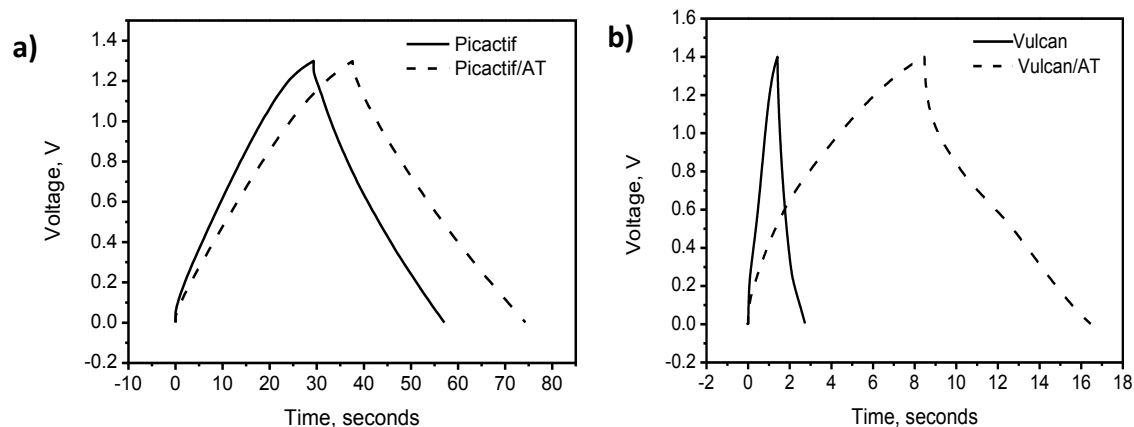 a)
Picactif
Picactif/AT
1.4
1.2
1.0
0.8
0.6
0.4
0.2
0.0
-0.2
Voltage, V
-10 0 10 20 30 40 50 60 70 80
Time, seconds
b)
Vulcan
Vulcan/AT
1.6
1.4
1.2
1.0
0.8
0.6
0.4
0.2
0.0
-0.2
Voltage, V
-2 0 2 4 6 8 10 12 14 16 18
Time, seconds